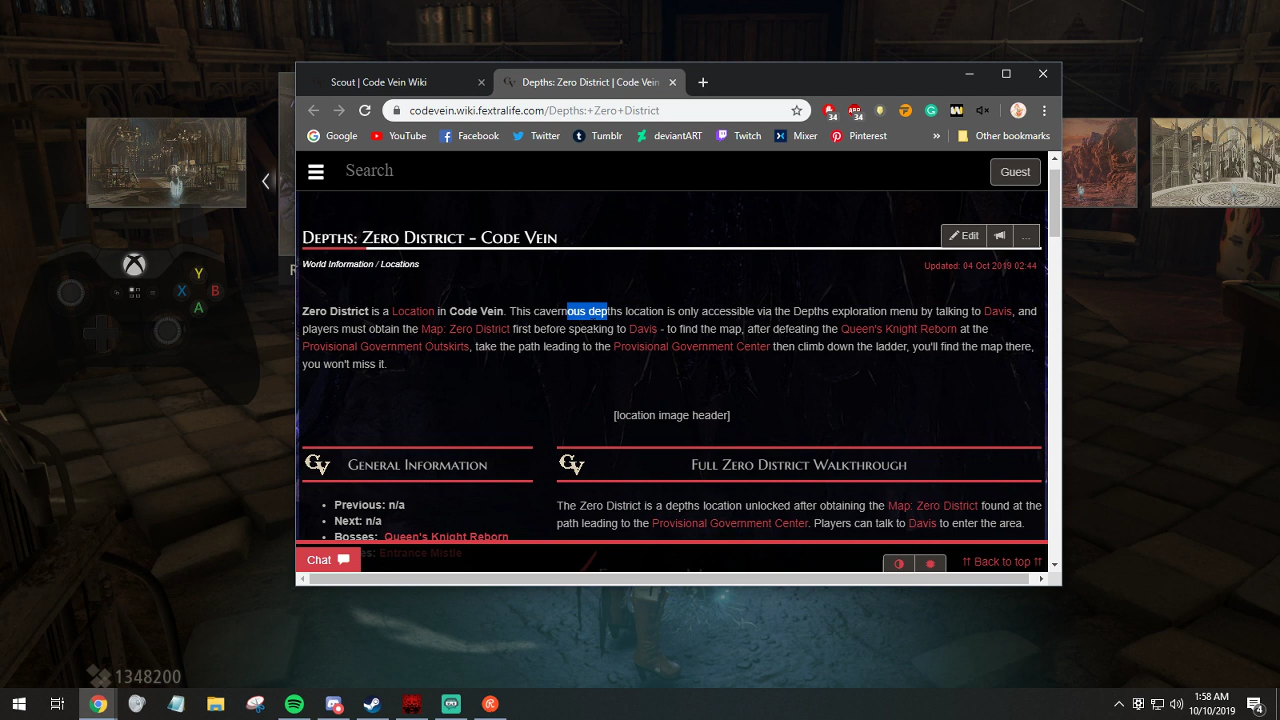 Scout | Code Vein Wiki
Depths: Zero District | Code Vein
codevein.wiki.fextralife.com/Depths:+Zero+District
34
34
Google YouTube Facebook Twitter Tumblr deviantART Twitch Mixer Pinterest » Other bookmarks
Search
Guest
Depths: Zero District - Code Vein
Edit
...
World Information / Locations
Updated: 04 Oct 2019 02:44
Zero District is a Location in Code Vein. This cavernous depths location is only accessible via the Depths exploration menu by talking to Davis, and
players must obtain the Map: Zero District first before speaking to Davis - to find the map, after defeating the Queen's Knight Reborn at the
Provisional Government Outskirts, take the path leading to the Provisional Government Center then climb down the ladder, you'll find the map there,
you won't miss it.
[location image header]
General Information
Full Zero District Walkthrough
Previous: n/a
Next: n/a
Bosses: Queen's Knight Reborn
es: Entrance Mistle
The Zero District is a depths location unlocked after obtaining the Map: Zero District found at the
path leading to the Provisional Government Center. Players can talk to Davis to enter the area.
Chat
⇈ Back to top ⇈
Y
X
B
A
R
1348200
1:58 AM
10/10/2019
4